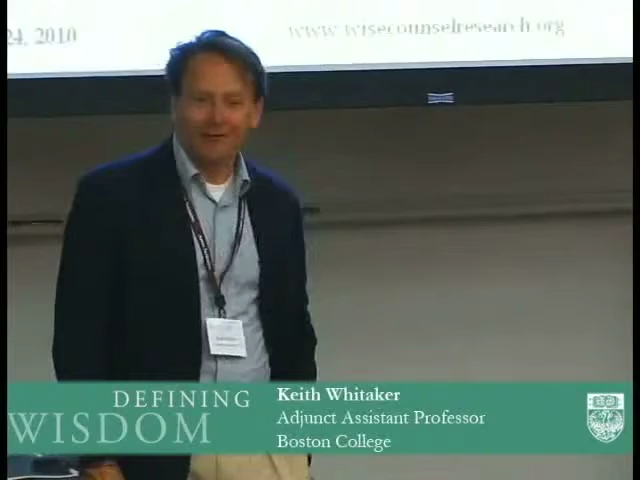 24, 2010
www.wisecounselresearch.org
DEFINING
WISDOM
Keith Whitaker
Adjunct Assistant Professor
Boston College